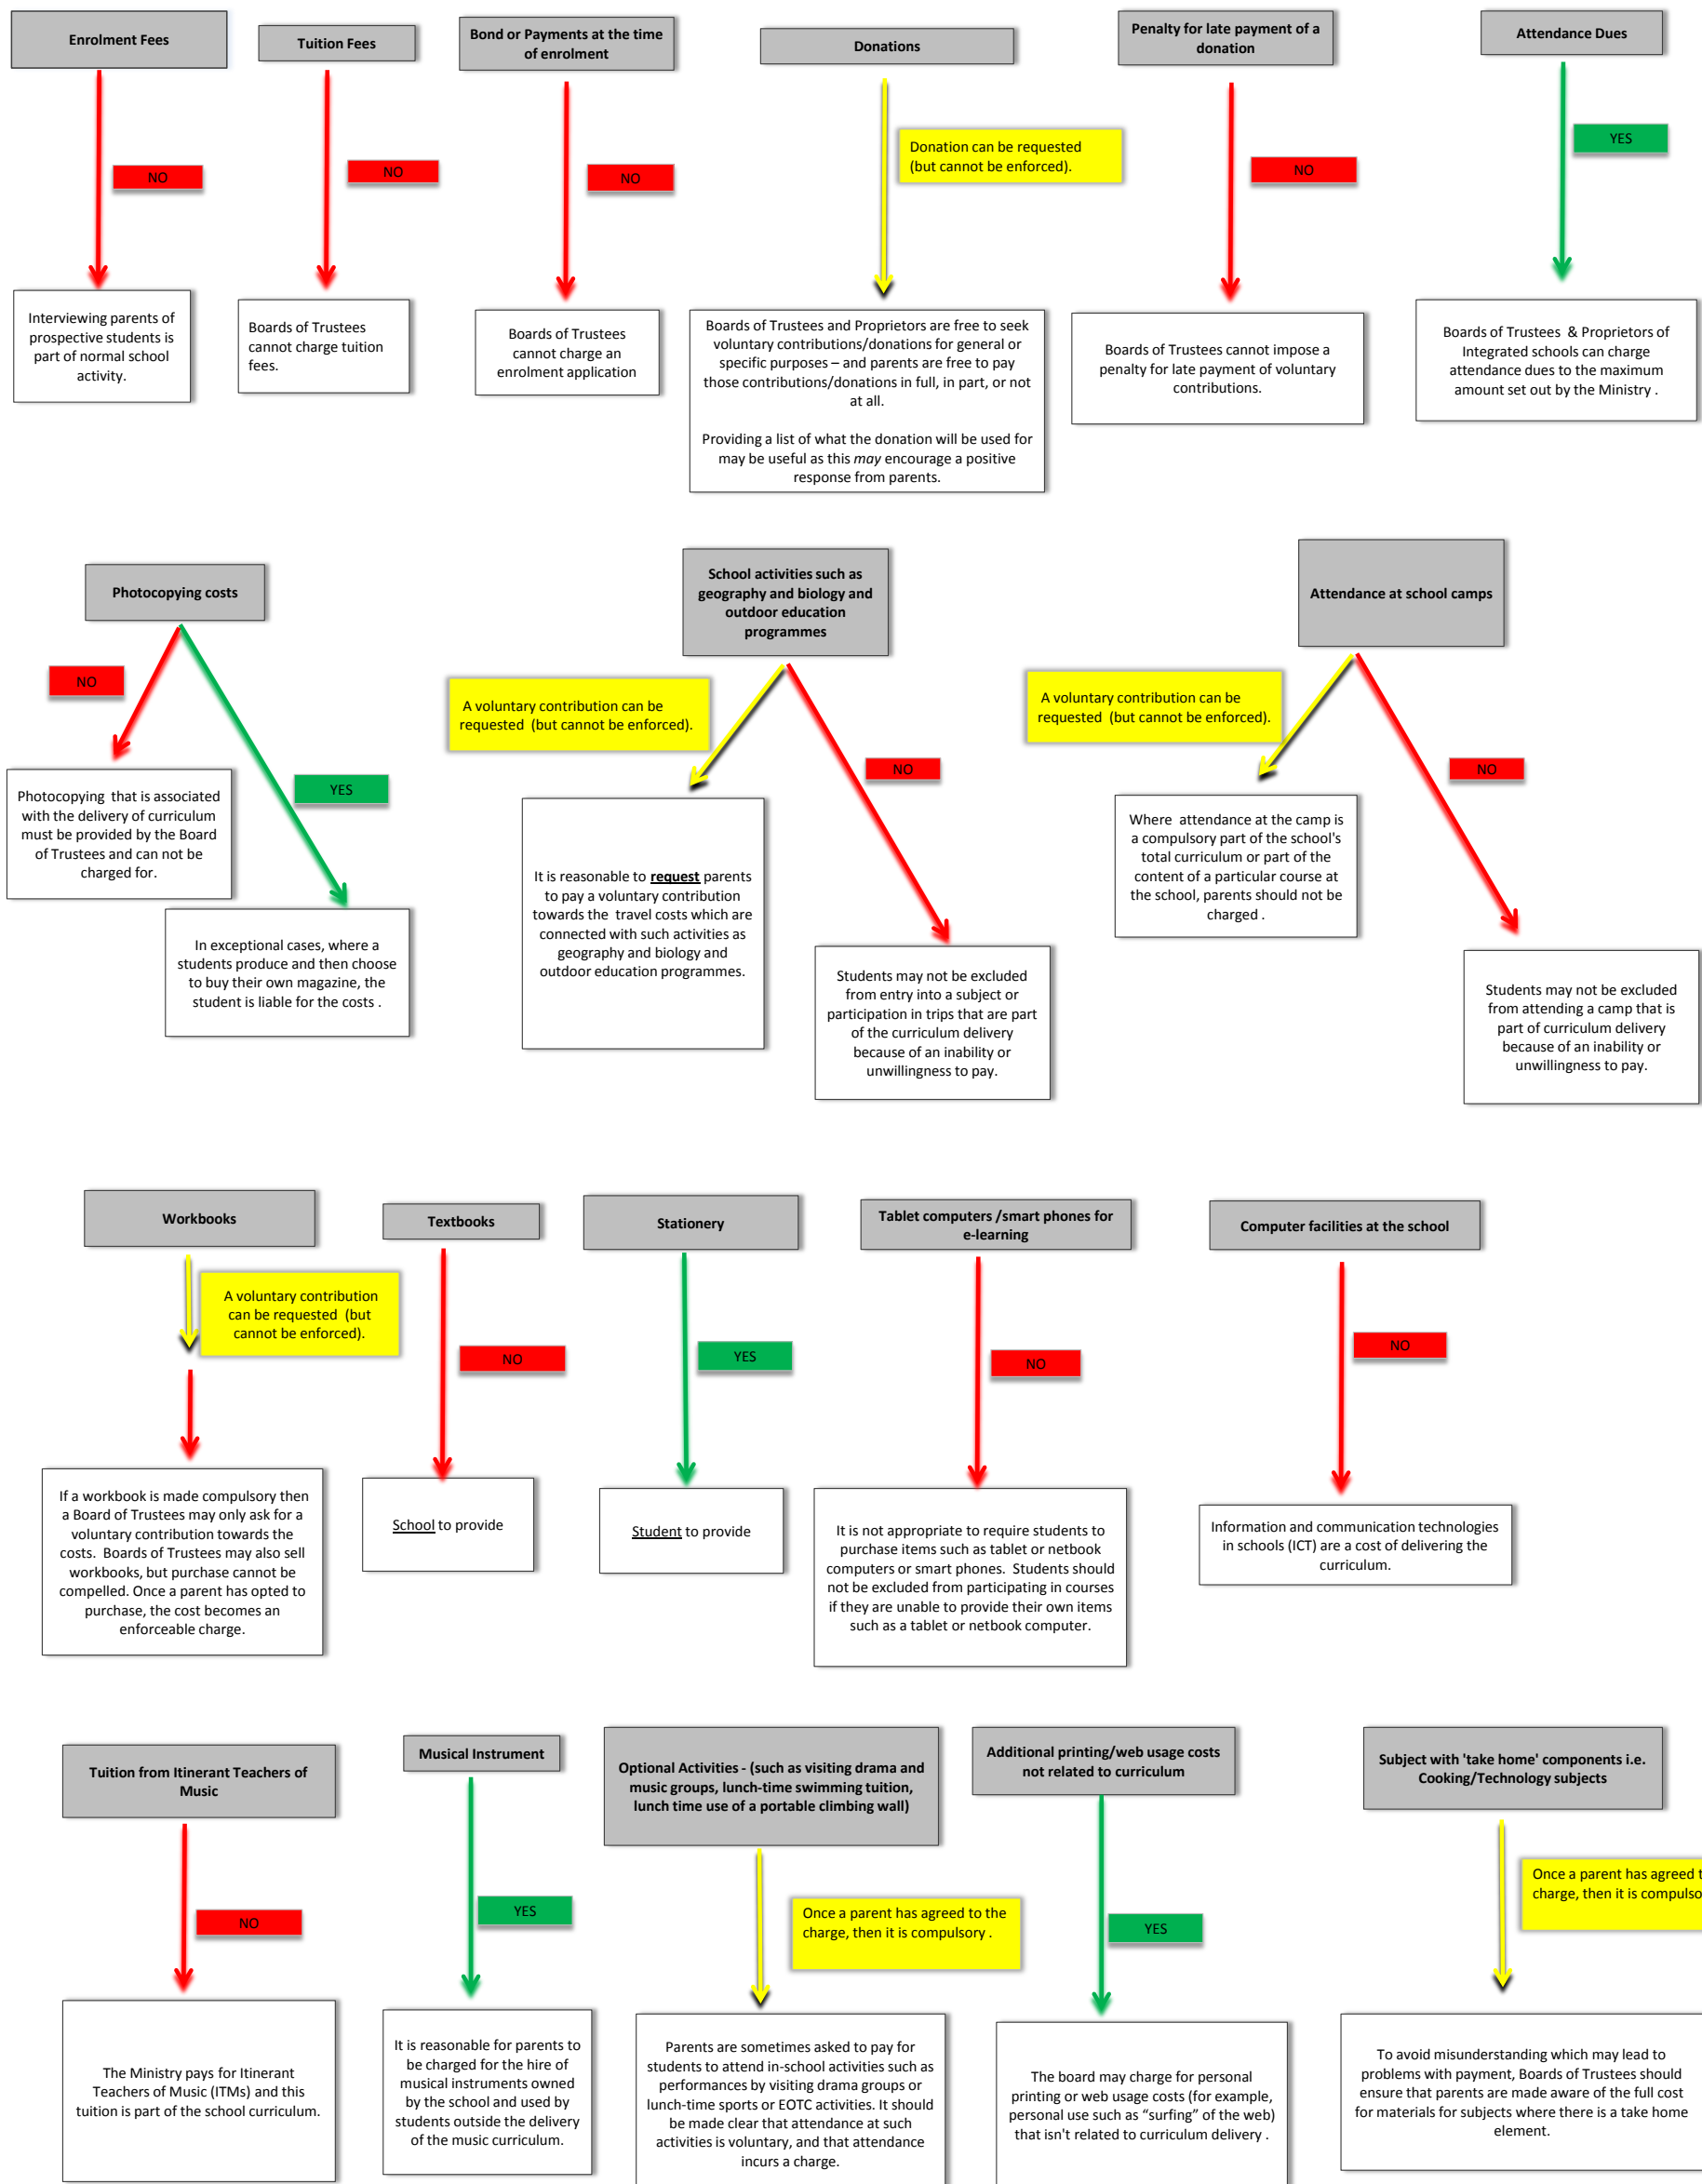 Enrolment Fees
NO
Interviewing parents of
prospective students is
part of normal school
activity.
Tuition Fees
NO
Boards of Trustees
cannot charge tuition
fees.
Bond or Payments at the time
of enrolment
NO
Boards of Trustees
cannot charge an
enrolment application
Donations
Donation can be requested
(but cannot be enforced).
Boards of Trustees and Proprietors are free to seek
voluntary contributions/donations for general or
specific purposes – and parents are free to pay
those contributions/donations in full, in part, or not
at all.
Providing a list of what the donation will be used for
may be useful as this may encourage a positive
response from parents.
Penalty for late payment of a
donation
NO
Boards of Trustees cannot impose a
penalty for late payment of voluntary
contributions.
Attendance Dues
YES
Boards of Trustees & Proprietors of
Integrated schools can charge
attendance dues to the maximum
amount set out by the Ministry .
Photocopying costs
NO
Photocopying that is associated
with the delivery of curriculum
must be provided by the Board
of Trustees and can not be
charged for.
YES
In exceptional cases, where a
students produce and then choose
to buy their own magazine, the
student is liable for the costs .
School activities such as
geography and biology and
outdoor education
programmes
A voluntary contribution can be
requested (but cannot be enforced).
It is reasonable to request parents
to pay a voluntary contribution
towards the travel costs which are
connected with such activities as
geography and biology and
outdoor education programmes.
NO
Students may not be excluded
from entry into a subject or
participation in trips that are part
of the curriculum delivery
because of an inability or
unwillingness to pay.
Attendance at school camps
A voluntary contribution can be
requested (but cannot be enforced).
Where attendance at the camp is
a compulsory part of the school's
total curriculum or part of the
content of a particular course at
the school, parents should not be
charged .
NO
Students may not be excluded
from attending a camp that is
part of curriculum delivery
because of an inability or
unwillingness to pay.
Workbooks
A voluntary contribution
can be requested (but
cannot be enforced).
If a workbook is made compulsory then
a Board of Trustees may only ask for a
voluntary contribution towards the
costs. Boards of Trustees may also sell
workbooks, but purchase cannot be
compelled. Once a parent has opted to
purchase, the cost becomes an
enforceable charge.
Textbooks
NO
School to provide
Stationery
YES
Student to provide
Tablet computers /smart phones for
e-learning
NO
It is not appropriate to require students to
purchase items such as tablet or netbook
computers or smart phones. Students should
not be excluded from participating in courses
if they are unable to provide their own items
such as a tablet or netbook computer.
Computer facilities at the school
NO
Information and communication technologies
in schools (ICT) are a cost of delivering the
curriculum.
Tuition from Itinerant Teachers of
Music
NO
The Ministry pays for Itinerant
Teachers of Music (ITMs) and this
tuition is part of the school curriculum.
Musical Instrument
YES
It is reasonable for parents to
be charged for the hire of
musical instruments owned
by the school and used by
students outside the delivery
of the music curriculum.
Optional Activities - (such as visiting drama and
music groups, lunch-time swimming tuition,
lunch time use of a portable climbing wall)
Once a parent has agreed to the
charge, then it is compulsory .
Parents are sometimes asked to pay for
students to attend in-school activities such as
performances by visiting drama groups or
lunch-time sports or EOTC activities. It should
be made clear that attendance at such
activities is voluntary, and that attendance
incurs a charge.
Additional printing/web usage costs
not related to curriculum
YES
The board may charge for personal
printing or web usage costs (for example,
personal use such as “surfing” of the web)
that isn't related to curriculum delivery .
Subject with 'take home' components i.e.
Cooking/Technology subjects
Once a parent has agreed
charge, then it is
To avoid misunderstanding which may lead to
problems with payment, Boards of Trustees should
ensure that parents are made aware of the full cost
for materials for subjects where there is a take home
element.